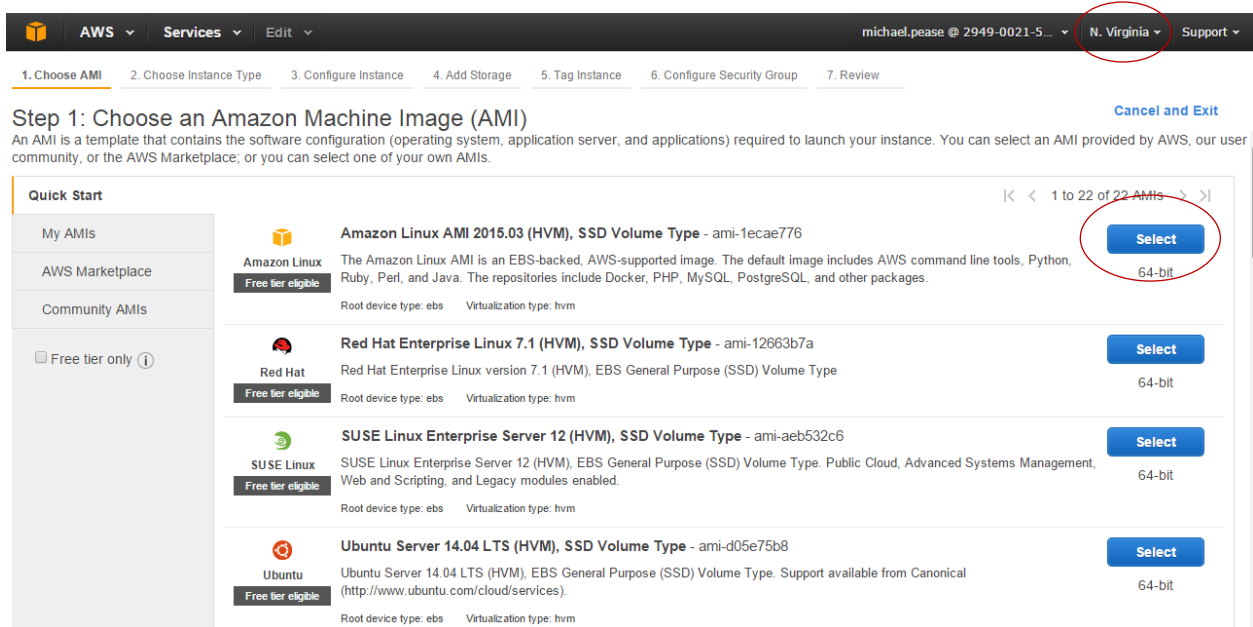 AWS Services Edit michael.pease @ 2949-0021-5... N. Virginia Support
1. Choose AMI 2. Choose Instance Type 3. Configure Instance 4. Add Storage 5. Tag Instance 6. Configure Security Group 7. Review
Step 1: Choose an Amazon Machine Image (AMI)
Cancel and Exit
An AMI is a template that contains the software configuration (operating system, application server, and applications) required to launch your instance. You can select an AMI provided by AWS, our user
community, or the AWS Marketplace; or you can select one of your own AMIs.
Quick Start
My AMIs
AWS Marketplace
Community AMIs
Free tier only
1 to 22 of 22 AMIs
Amazon Linux
Free tier eligible
Amazon Linux AMI 2015.03 (HVM), SSD Volume Type - ami-1ecae776
The Amazon Linux AMI is an EBS-backed, AWS-supported image. The default image includes AWS command line tools, Python,
Ruby, Perl, and Java. The repositories include Docker, PHP, MySQL, PostgreSQL, and other packages.
Root device type: ebs Virtualization type: hvm
Select
64-bit
Red Hat
Free tier eligible
Red Hat Enterprise Linux 7.1 (HVM), SSD Volume Type - ami-12663b7a
Red Hat Enterprise Linux version 7.1 (HVM), EBS General Purpose (SSD) Volume Type
Root device type: ebs Virtualization type: hvm
Select
64-bit
SUSE Linux
Free tier eligible
SUSE Linux Enterprise Server 12 (HVM), SSD Volume Type - ami-aeb532c6
SUSE Linux Enterprise Server 12 (HVM), EBS General Purpose (SSD) Volume Type. Public Cloud, Advanced Systems Management,
Web and Scripting, and Legacy modules enabled.
Root device type: ebs Virtualization type: hvm
Select
64-bit
Ubuntu
Free tier eligible
Ubuntu Server 14.04 LTS (HVM), SSD Volume Type - ami-d05e75b8
Ubuntu Server 14.04 LTS (HVM), EBS General Purpose (SSD) Volume Type. Support available from Canonical
(http://www.ubuntu.com/cloud/services).
Root device type: ebs Virtualization type: hvm
Select
64-bit